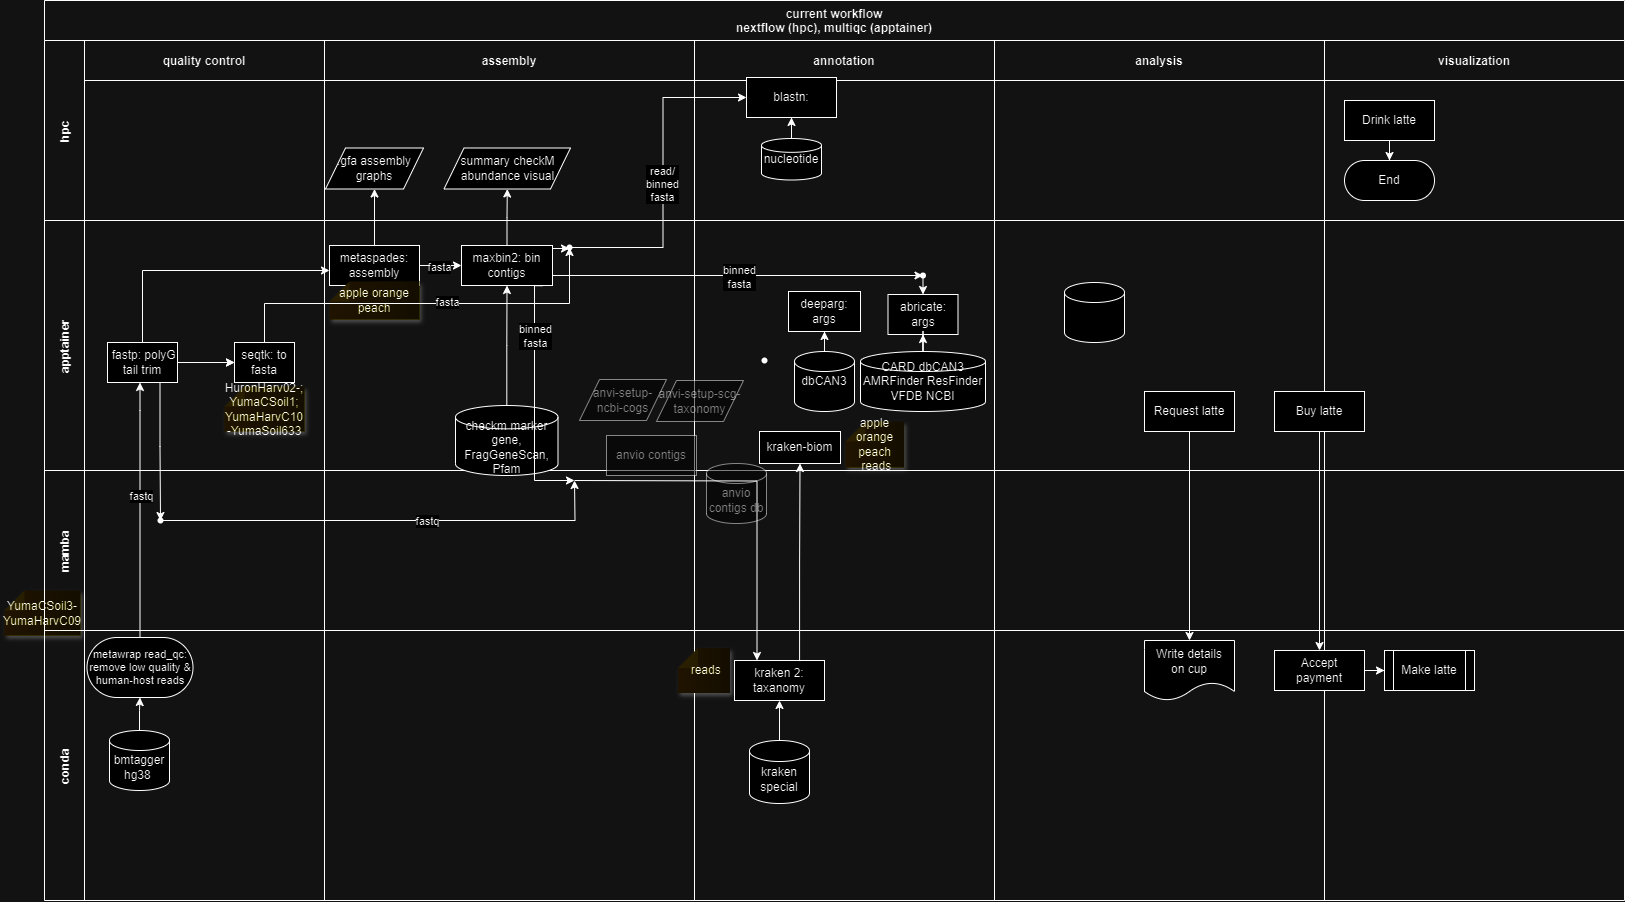 current workflow
nextflow (hpc), multiqc (apptainer)
quality control
assembly
annotation
analysis
visualization
hpc
blastn:
nucleotide
Drink latte
End
gfa assembly
graphs
summary checkM
abundance visual
read/
binned
fasta
apptainer
metaspades:
assembly
fasta
maxbin2: bin
contigs
apple orange
peach
fasta
binned
fasta
binned
fasta
deeparg:
args
abricate:
args
fastp: polyG
tail trim
seqtk: to
fasta
HuronHarv02-;
YumaCSoil1;
YumaHarvC10
-YumaSoil633
dbCAN3
CARD dbCAN3
AMRFinder ResFinder
VFDB NCBI
anvi-setup-
ncbi-cogs
anvi-setup-scg-
taxonomy
checkm marker
gene,
FragGeneScan,
Pfam
anvio contigs
kraken-biom
apple
orange
peach
reads
Request latte
Buy latte
mamba
fastq
fastq
anvio
contigs db
YumaCSoil3-
YumaHarvC09
conda
metawrap read_qc:
remove low quality &
human-host reads
bmtagger
hg38
reads
kraken 2:
taxanomy
kraken
special
Write details
on cup
Accept
payment
Make latte